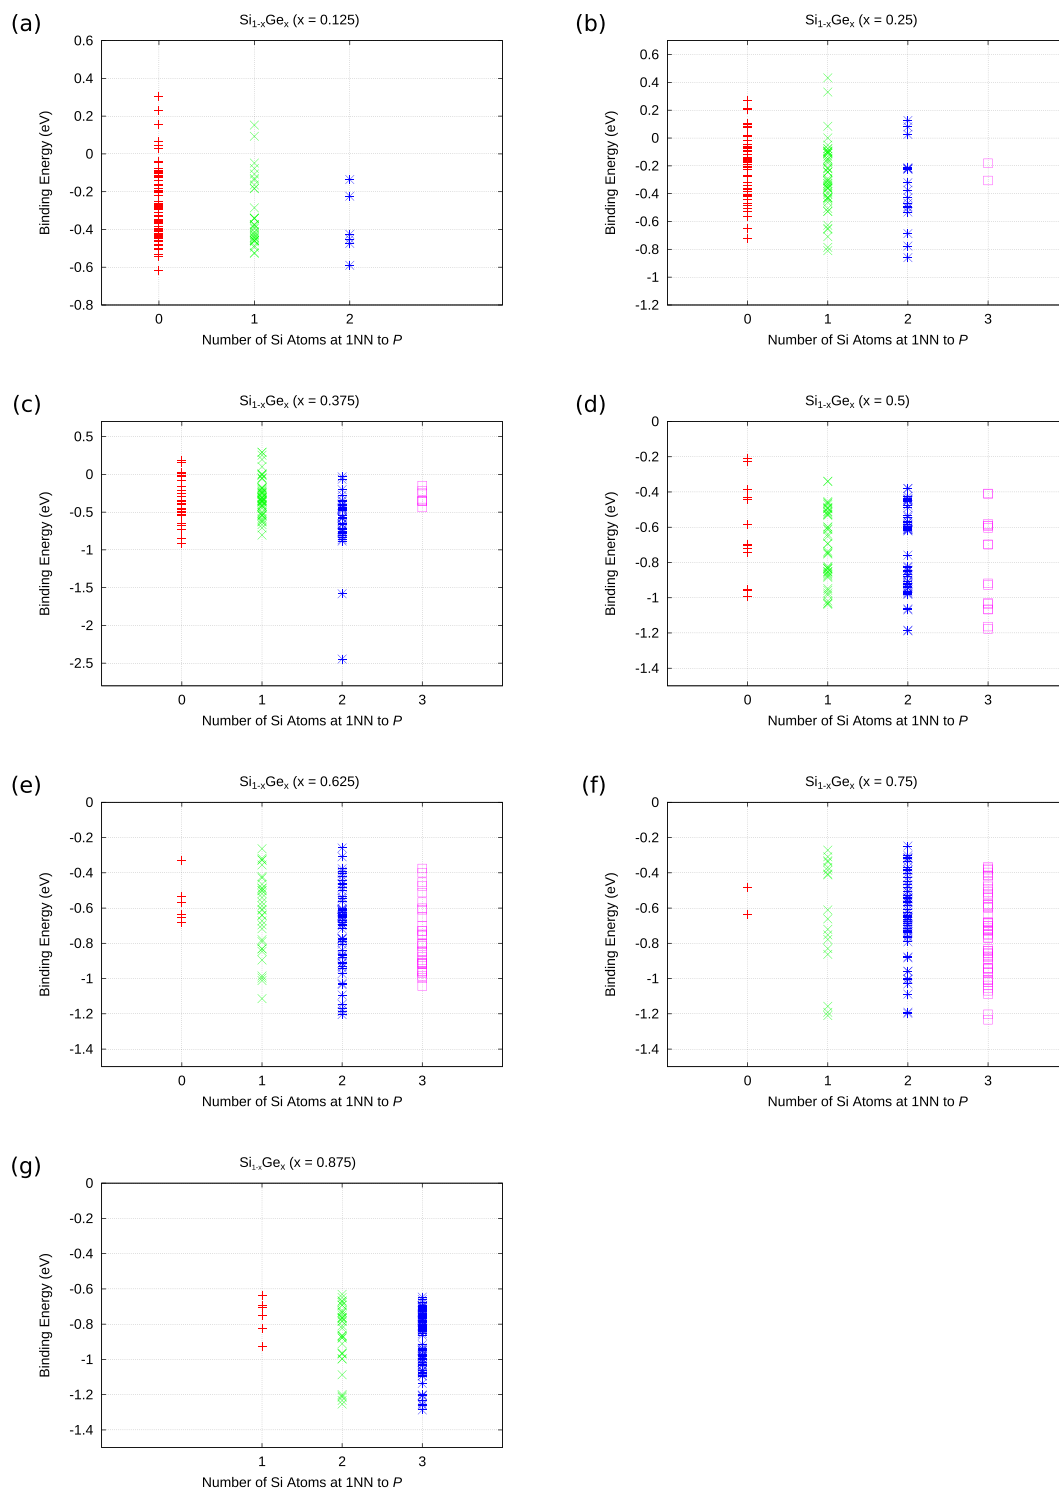 (a)
Si1-xGex (x = 0.125)
0.6
0.4
0.2
0
-0.2
-0.4
-0.6
-0.8
Binding Energy (eV)
0 1 2
Number of Si Atoms at 1NN to P
(b)
Si1-xGex (x = 0.25)
0.6
0.4
0.2
0
-0.2
-0.4
-0.6
-0.8
-1
-1.2
Binding Energy (eV)
0 1 2 3
Number of Si Atoms at 1NN to P
(c)
Si1-xGex (x = 0.375)
0.5
0
-0.5
-1
-1.5
-2
-2.5
Binding Energy (eV)
0 1 2 3
Number of Si Atoms at 1NN to P
(d)
Si1-xGex (x = 0.5)
0
-0.2
-0.4
-0.6
-0.8
-1
-1.2
-1.4
Binding Energy (eV)
0 1 2 3
Number of Si Atoms at 1NN to P
(e)
Si1-xGex (x = 0.625)
0
-0.2
-0.4
-0.6
-0.8
-1
-1.2
-1.4
Binding Energy (eV)
0 1 2 3
Number of Si Atoms at 1NN to P
(f)
Si1-xGex (x = 0.75)
0
-0.2
-0.4
-0.6
-0.8
-1
-1.2
-1.4
Binding Energy (eV)
0 1 2 3
Number of Si Atoms at 1NN to P
(g)
Si1-xGex (x = 0.875)
0
-0.2
-0.4
-0.6
-0.8
-1
-1.2
-1.4
Binding Energy (eV)
1 2 3
Number of Si Atoms at 1NN to P